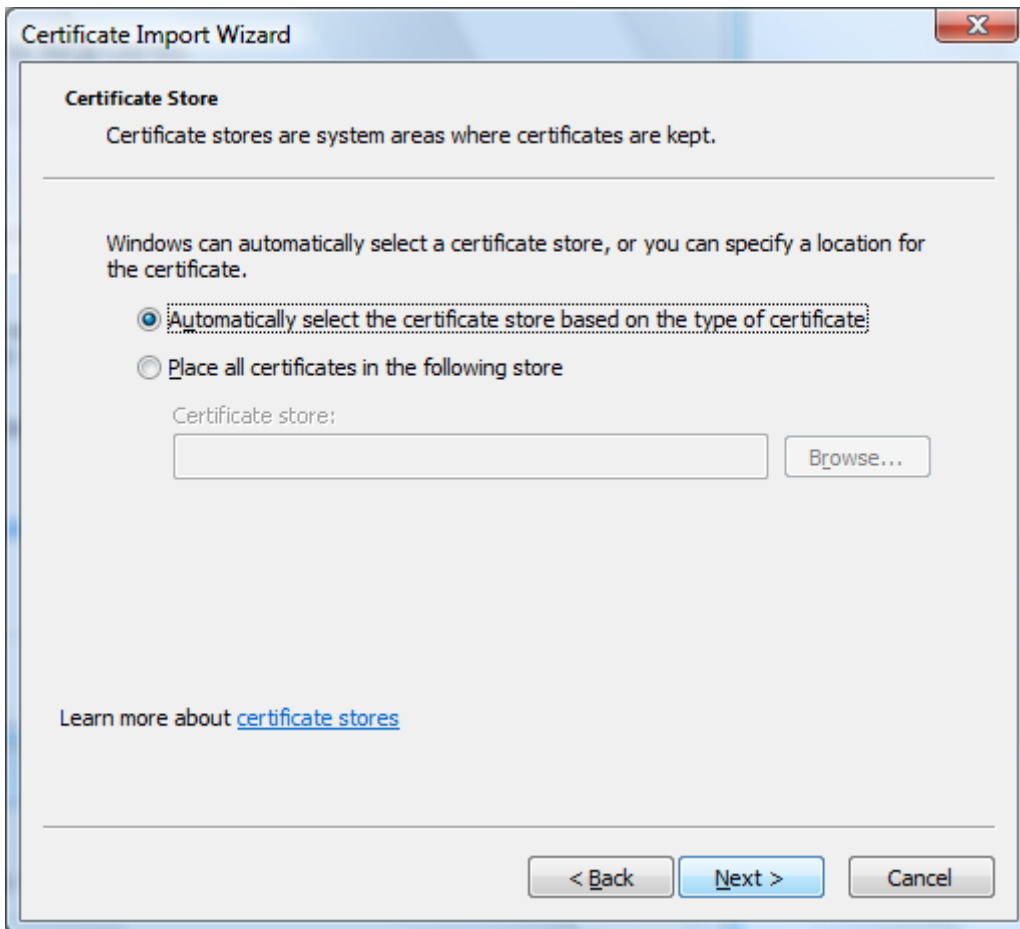 Certificate Import Wizard
Certificate Store
Certificate stores are system areas where certificates are kept.
Windows can automatically select a certificate store, or you can specify a location for
the certificate.
Automatically select the certificate store based on the type of certificate
Place all certificates in the following store
Certificate store:
Browse...
Learn more about certificate stores
< Back
Next >
Cancel